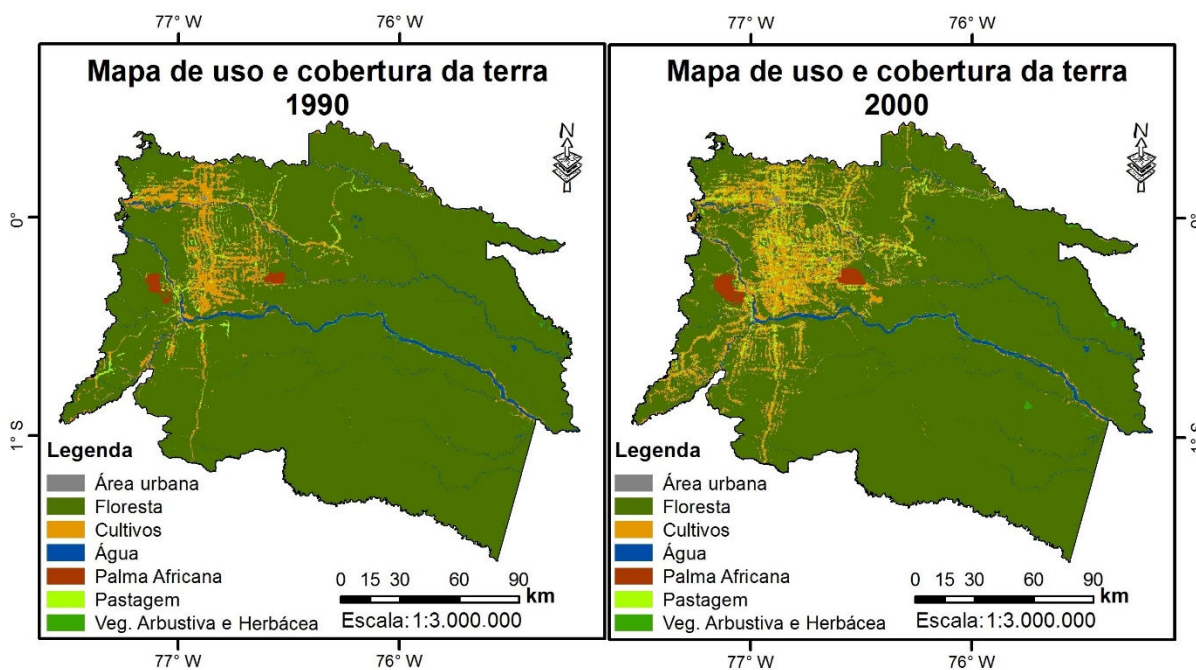 77° W
76° W
Mapa de uso e cobertura da terra
1990
N
0°
1° S
Legenda
Área urbana
Floresta
Cultivos
Água
Palma Africana
Pastagem
Veg. Arbustiva e Herbácea
0 15 30 60 90
km
Escala: 1:3.000.000
77° W
76° W
77° W
76° W
Mapa de uso e cobertura da terra
2000
N
0°
1° S
Legenda
Área urbana
Floresta
Cultivos
Água
Palma Africana
Pastagem
Veg. Arbustiva e Herbácea
0 15 30 60 90
km
Escala: 1:3.000.000
77° W
76° W